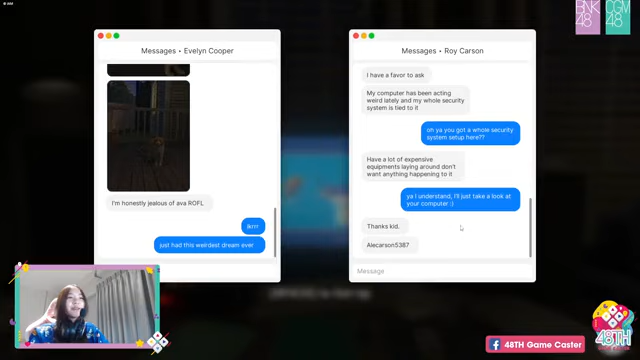 BNK
48
CGM
48
Messages • Evelyn Cooper
I'm honestly jealous of ava ROFL
just had this weirdest dream ever
Messages • Roy Carson
I have a favor to ask
My computer has been acting
weird lately and my whole security
system is tied to it
oh ya you got a whole security
system setup here??
Have a lot of expensive
equipments laying around don't
want anything happening to it
ya I understand, I'll just take a look at
your computer :)
Thanks kid.
Alecarson5387
Message
48TH
48TH Game Caster